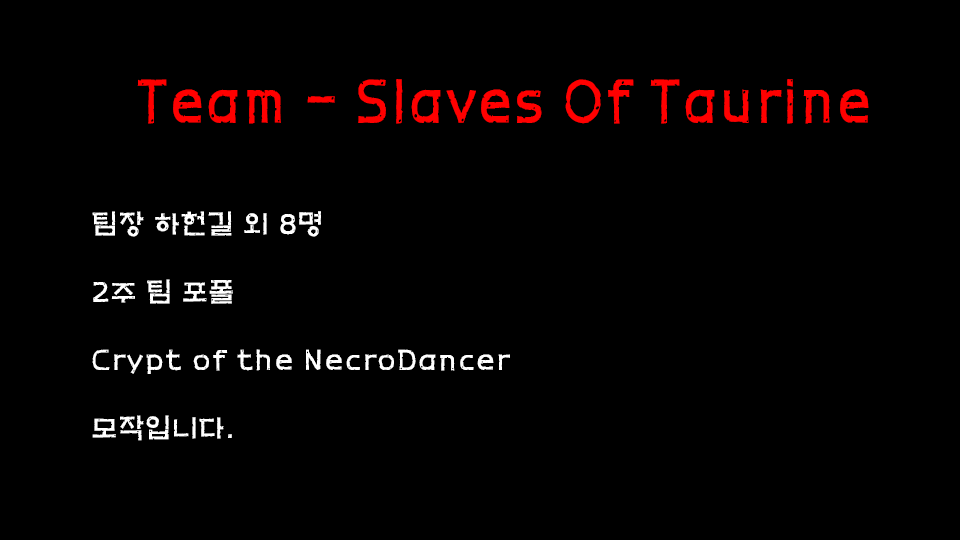 Team - Slaves Of Taurine
팀장 하헌길 외 8명
2주 팀 포폴
Crypt of the NecroDancer
모작입니다.